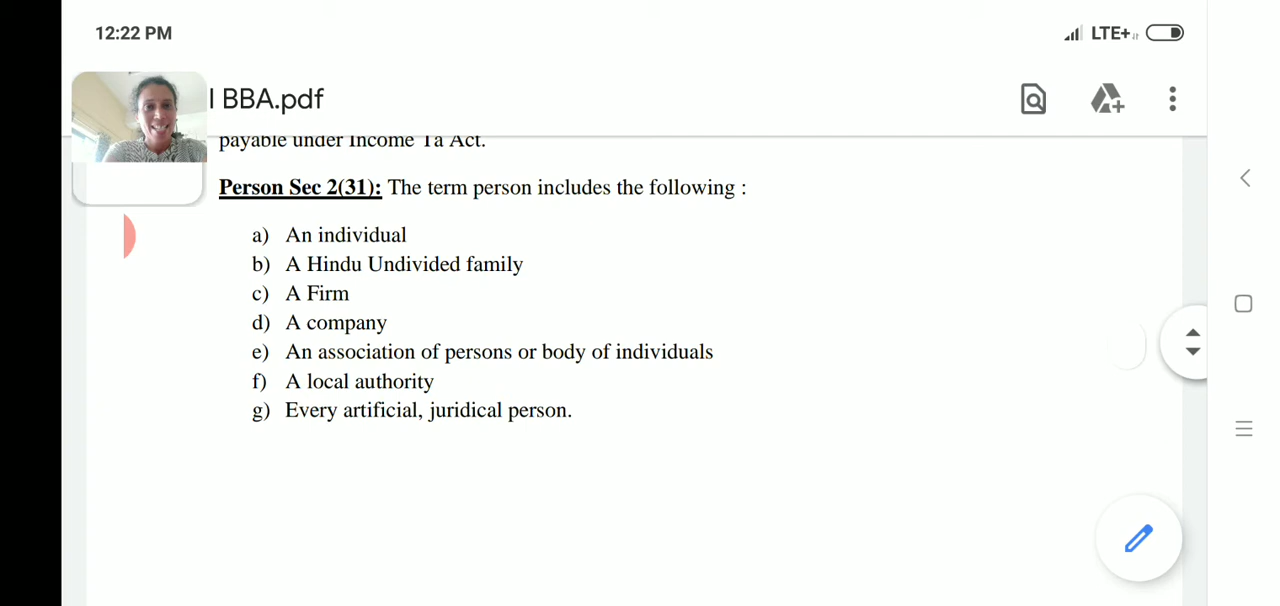 12:22 PM
LTE+
I BBA.pdf
payable under Income Ta Act.
Person Sec 2(31): The term person includes the following :
a) An individual
b) A Hindu Undivided family
c) A Firm
d) A company
e) An association of persons or body of individuals
f) A local authority
g) Every artificial, juridical person.